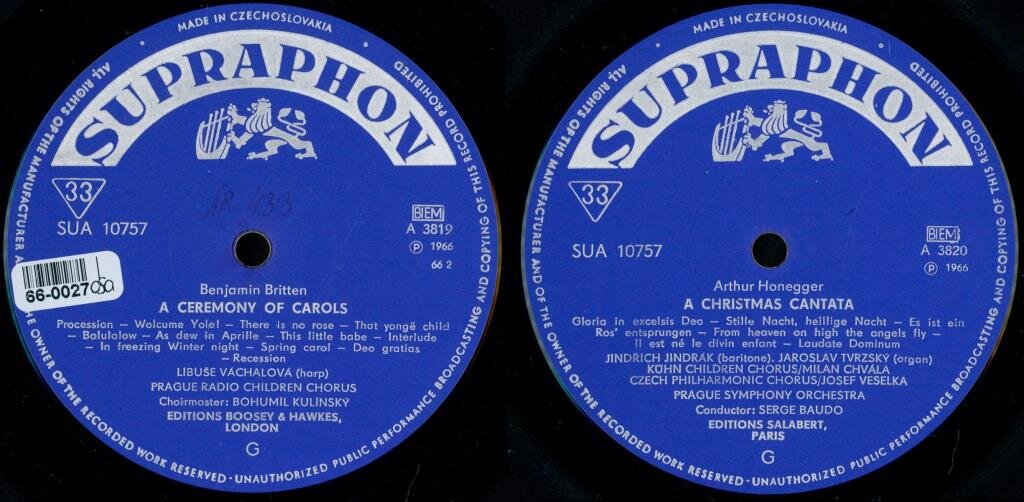 MADE IN CZECHOSLOVAKIA
SUPRAPHON
33
SUA 10757
BIEM
A 3819
Ⓟ 1966
66 2
66-0027
Benjamin Britten
A CEREMONY OF CAROLS
Procession — Wolcume Yole! — There is no rose — That yongë child
— Balulalow — As dew in Aprille — This little babe — Interlude
— In freezing Winter night — Spring carol — Deo gratias
— Recession
LIBUŠE VÁCHALOVÁ (harp)
PRAGUE RADIO CHILDREN CHORUS
Choirmaster: BOHUMIL KULÍNSKÝ
EDITIONS BOOSEY & HAWKES,
LONDON
G
ALL RIGHTS OF THE MANUFACTURER AND OF THE OWNER OF THE RECORDED WORK RESERVED - UNAUTHORIZED PUBLIC PERFORMANCE BROADCASTING AND COPYING OF THIS RECORD PROHIBITED
MADE IN CZECHOSLOVAKIA
SUPRAPHON
33
SUA 10757
BIEM
A 3820
Ⓟ 1966
Arthur Honegger
A CHRISTMAS CANTATA
Gloria in excelsis Deo — Stille Nacht, heillige Nacht — Es ist ein
Ros' entsprungen — From heaven on high the angels fly —
Il est né le divin enfant — Laudate Dominum
JINDŘICH JINDRÁK (baritone), JAROSLAV TVRZSKÝ (organ)
KÜHN CHILDREN CHORUS/MILAN CHVÁLA
CZECH PHILHARMONIC CHORUS/JOSEF VESELKA
PRAGUE SYMPHONY ORCHESTRA
Conductor: SERGE BAUDO
EDITIONS SALABERT,
PARIS
G
ALL RIGHTS OF THE MANUFACTURER AND OF THE OWNER OF THE RECORDED WORK RESERVED - UNAUTHORIZED PUBLIC PERFORMANCE BROADCASTING AND COPYING OF THIS RECORD PROHIBITED